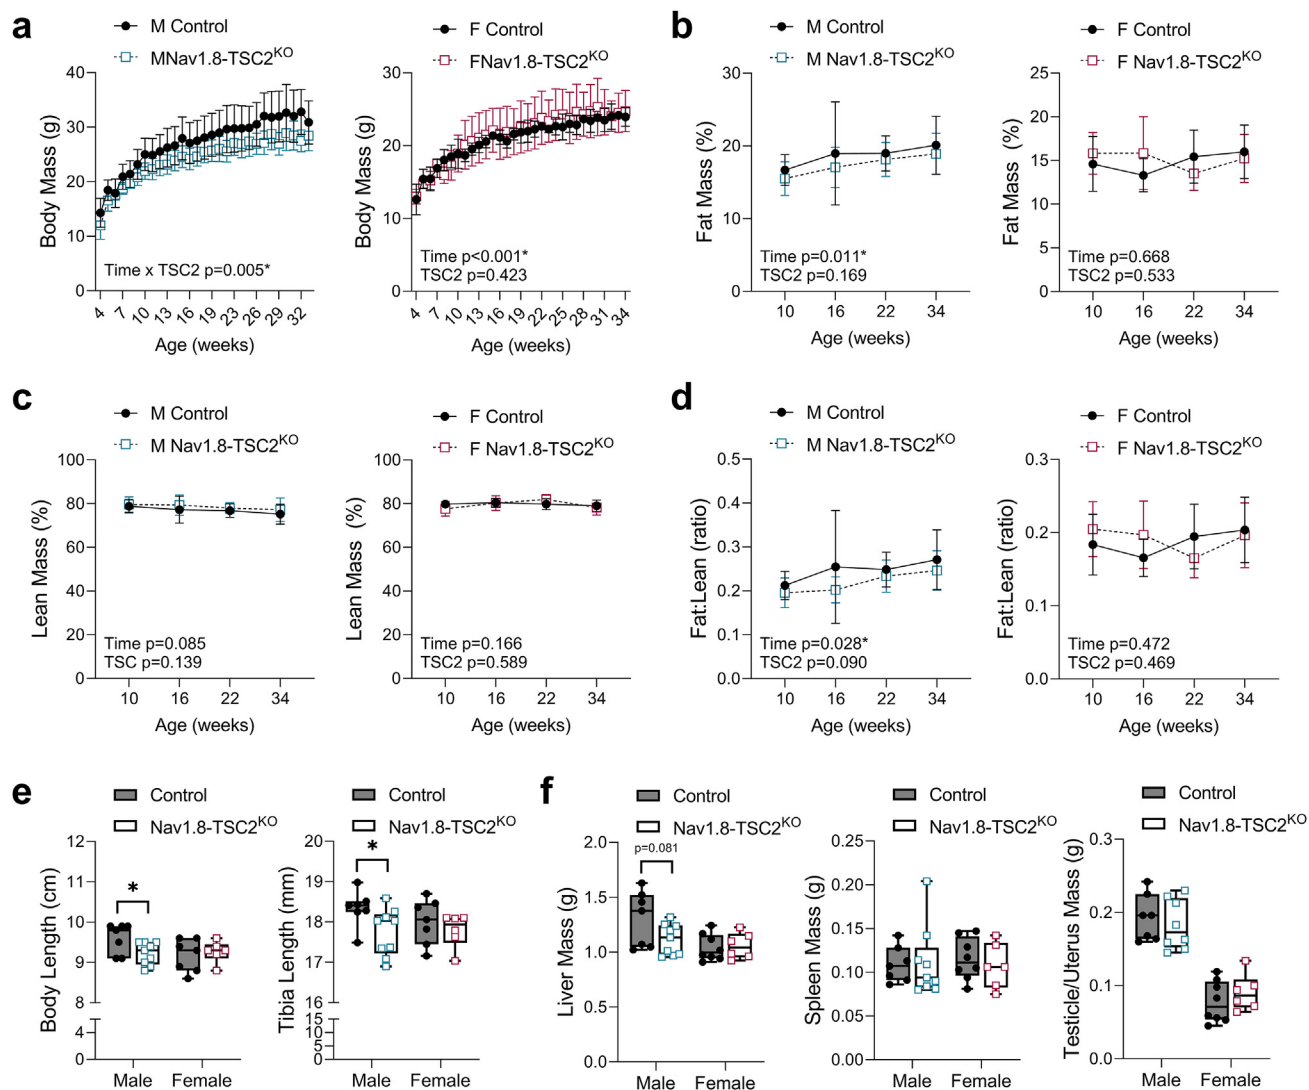 a
M Control
MNav1.8-TSC2KO
Body Mass (g)
40
30
20
10
0
Time x TSC2 p=0.005*
4 7 10 13 16 19 23 26 29 32
Age (weeks)
F Control
FNav1.8-TSC2KO
Body Mass (g)
30
20
10
0
Time p<0.001*
TSC2 p=0.423
4 7 10 13 16 19 22 25 28 31 34
Age (weeks)
b
M Control
M Nav1.8-TSC2KO
Fat Mass (%)
30
20
10
0
Time p=0.011*
TSC2 p=0.169
10 16 22 34
Age (weeks)
F Control
F Nav1.8-TSC2KO
Fat Mass (%)
25
20
15
10
5
0
Time p=0.668
TSC2 p=0.533
10 16 22 34
Age (weeks)
c
M Control
M Nav1.8-TSC2KO
Lean Mass (%)
100
80
60
40
20
0
Time p=0.085
TSC p=0.139
10 16 22 34
Age (weeks)
F Control
F Nav1.8-TSC2KO
Lean Mass (%)
100
80
60
40
20
0
Time p=0.166
TSC2 p=0.589
10 16 22 34
Age (weeks)
d
M Control
M Nav1.8-TSC2KO
Fat:Lean (ratio)
0.5
0.4
0.3
0.2
0.1
0.0
Time p=0.028*
TSC2 p=0.090
10 16 22 34
Age (weeks)
F Control
F Nav1.8-TSC2KO
Fat:Lean (ratio)
0.3
0.2
0.1
0.0
Time p=0.472
TSC2 p=0.469
10 16 22 34
Age (weeks)
e
Control
Nav1.8-TSC2KO
Body Length (cm)
12
11
10
9
8
4
2
0
*
Male Female
Control
Nav1.8-TSC2KO
Tibia Length (mm)
20
19
18
17
16
15
10
5
0
*
Male Female
f
Control
Nav1.8-TSC2KO
p=0.081
Liver Mass (g)
2.0
1.5
1.0
0.5
0.0
Male Female
Control
Nav1.8-TSC2KO
Spleen Mass (g)
0.25
0.20
0.15
0.10
0.05
0.00
Male Female
Control
Nav1.8-TSC2KO
Testicle/Uterus Mass (g)
0.3
0.2
0.1
0.0
Male Female